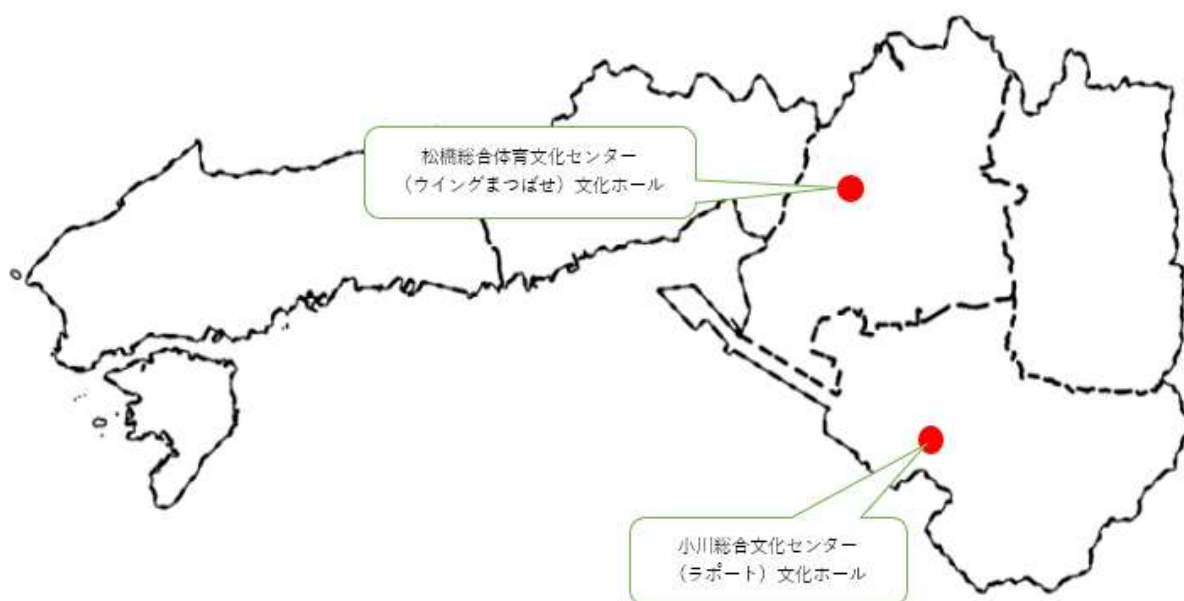 松橋総合体育文化センター
（ウイングまつばせ）文化ホール
小川総合文化センター
（ラポート）文化ホール